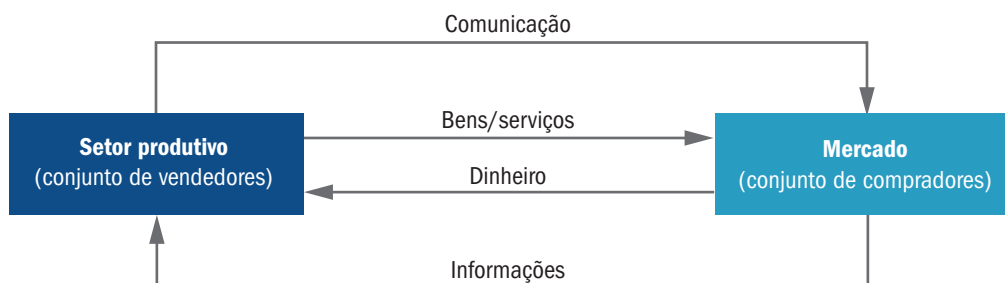 Comunicação
Bens/serviços
Setor produtivo
(conjunto de vendedores)
Mercado
(conjunto de compradores)
Dinheiro
Informações